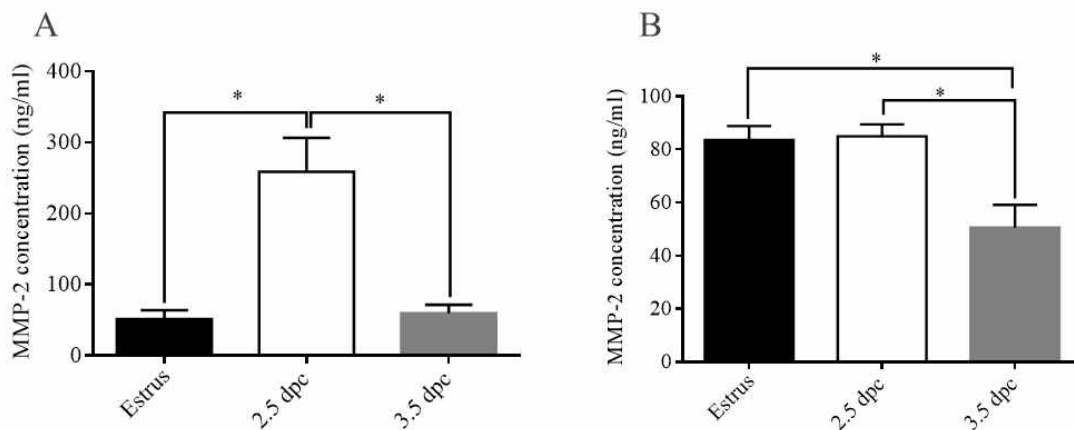 A
MMP-2 concentration (ng/ml)
400
300
200
100
0
*
*
Estrus
2.5 dpc
3.5 dpc
B
MMP-2 concentration (ng/ml)
100
80
60
40
20
0
*
*
Estrus
2.5 dpc
3.5 dpc